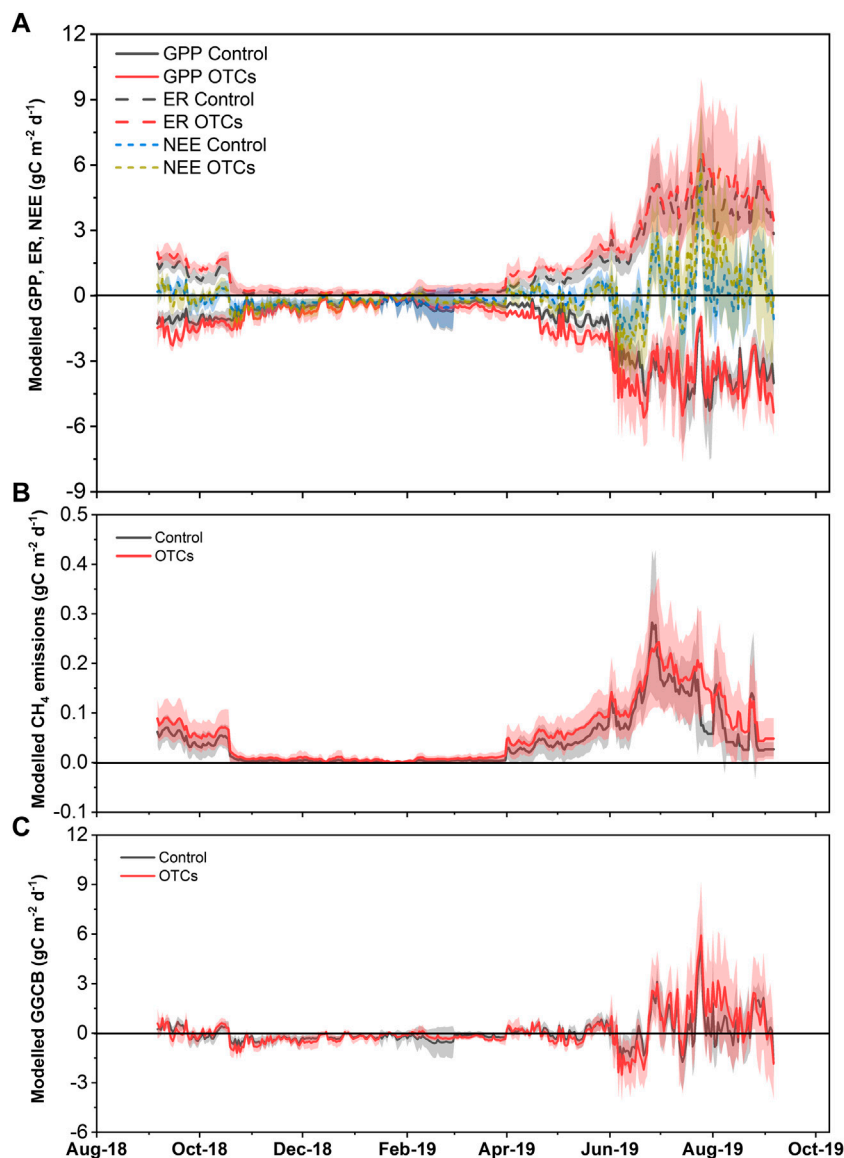 A
12
9
6
3
0
-3
-6
-9
Modelled GPP, ER, NEE (gC m⁻² d⁻¹)
GPP Control
GPP OTCs
ER Control
ER OTCs
NEE Control
NEE OTCs
B
0.5
0.4
0.3
0.2
0.1
0.0
-0.1
Modelled CH₄ emissions (gC m⁻² d⁻¹)
Control
OTCs
C
12
9
6
3
0
-3
-6
Modelled GGCB (gC m⁻² d⁻¹)
Control
OTCs
Aug-18 Oct-18 Dec-18 Feb-19 Apr-19 Jun-19 Aug-19 Oct-19